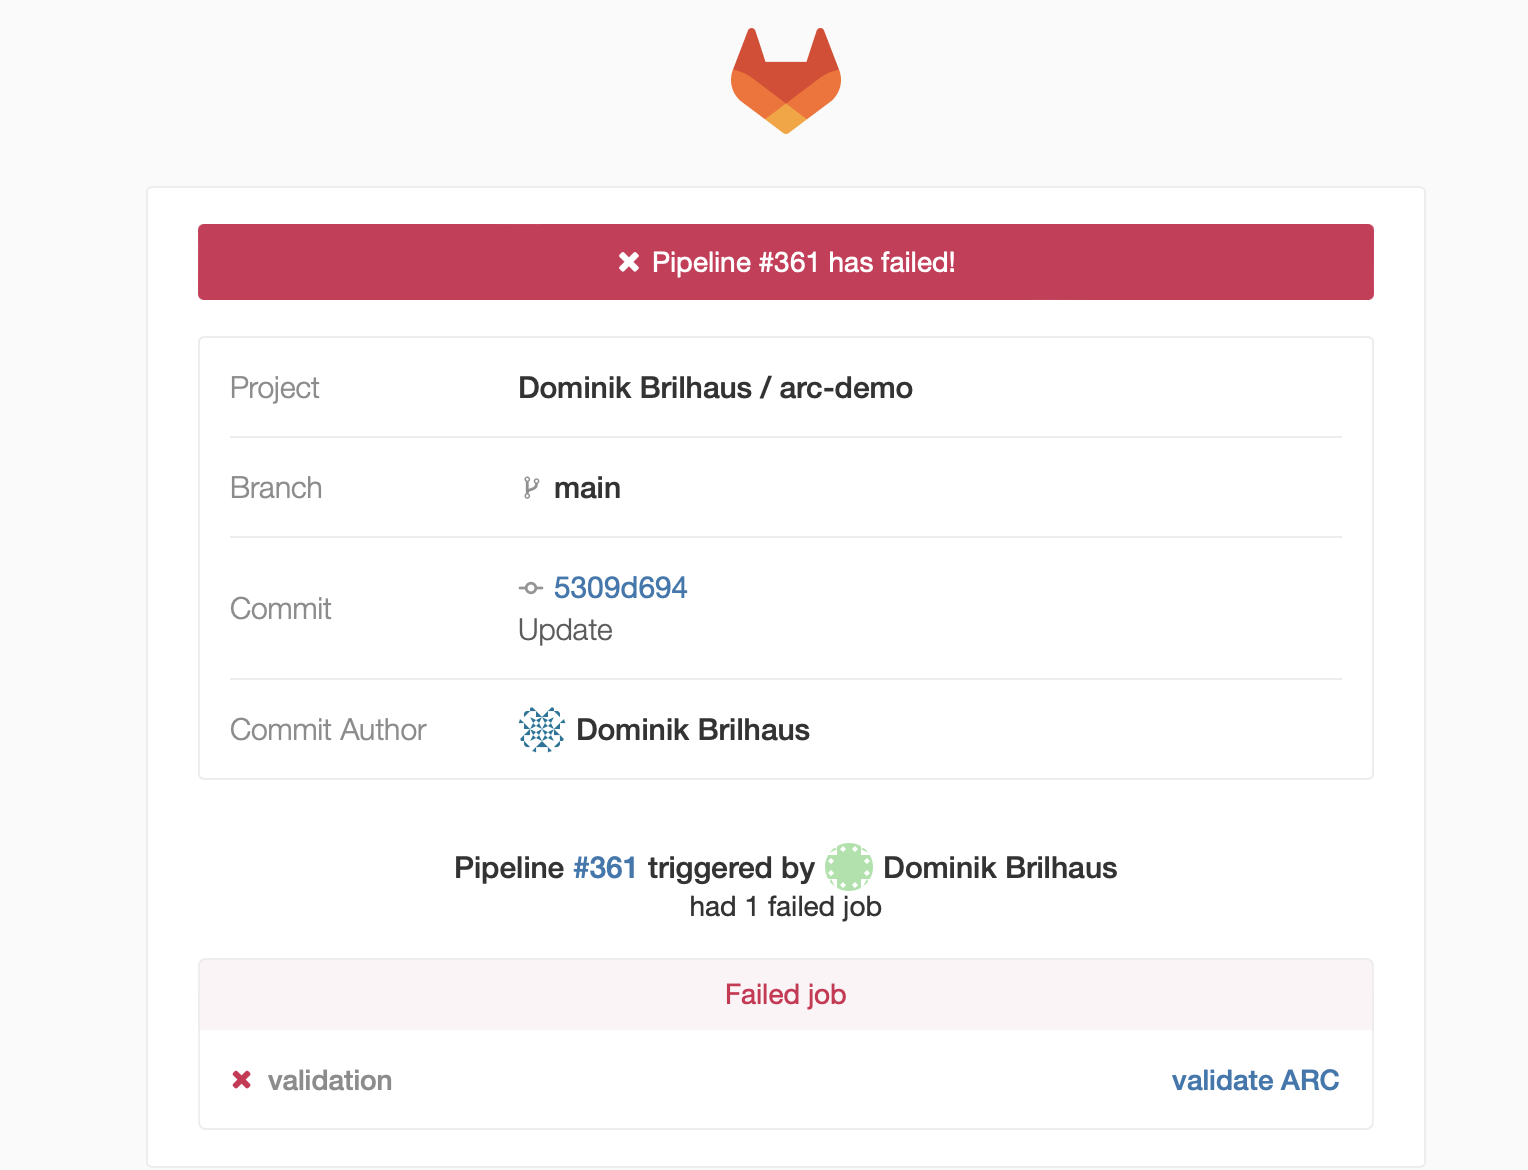 Pipeline #361 has failed!
Project Dominik Brilhaus / arc-demo
Branch main
Commit 5309d694
Update
Commit Author Dominik Brilhaus
Pipeline #361 triggered by Dominik Brilhaus
had 1 failed job
Failed job
validation validate ARC